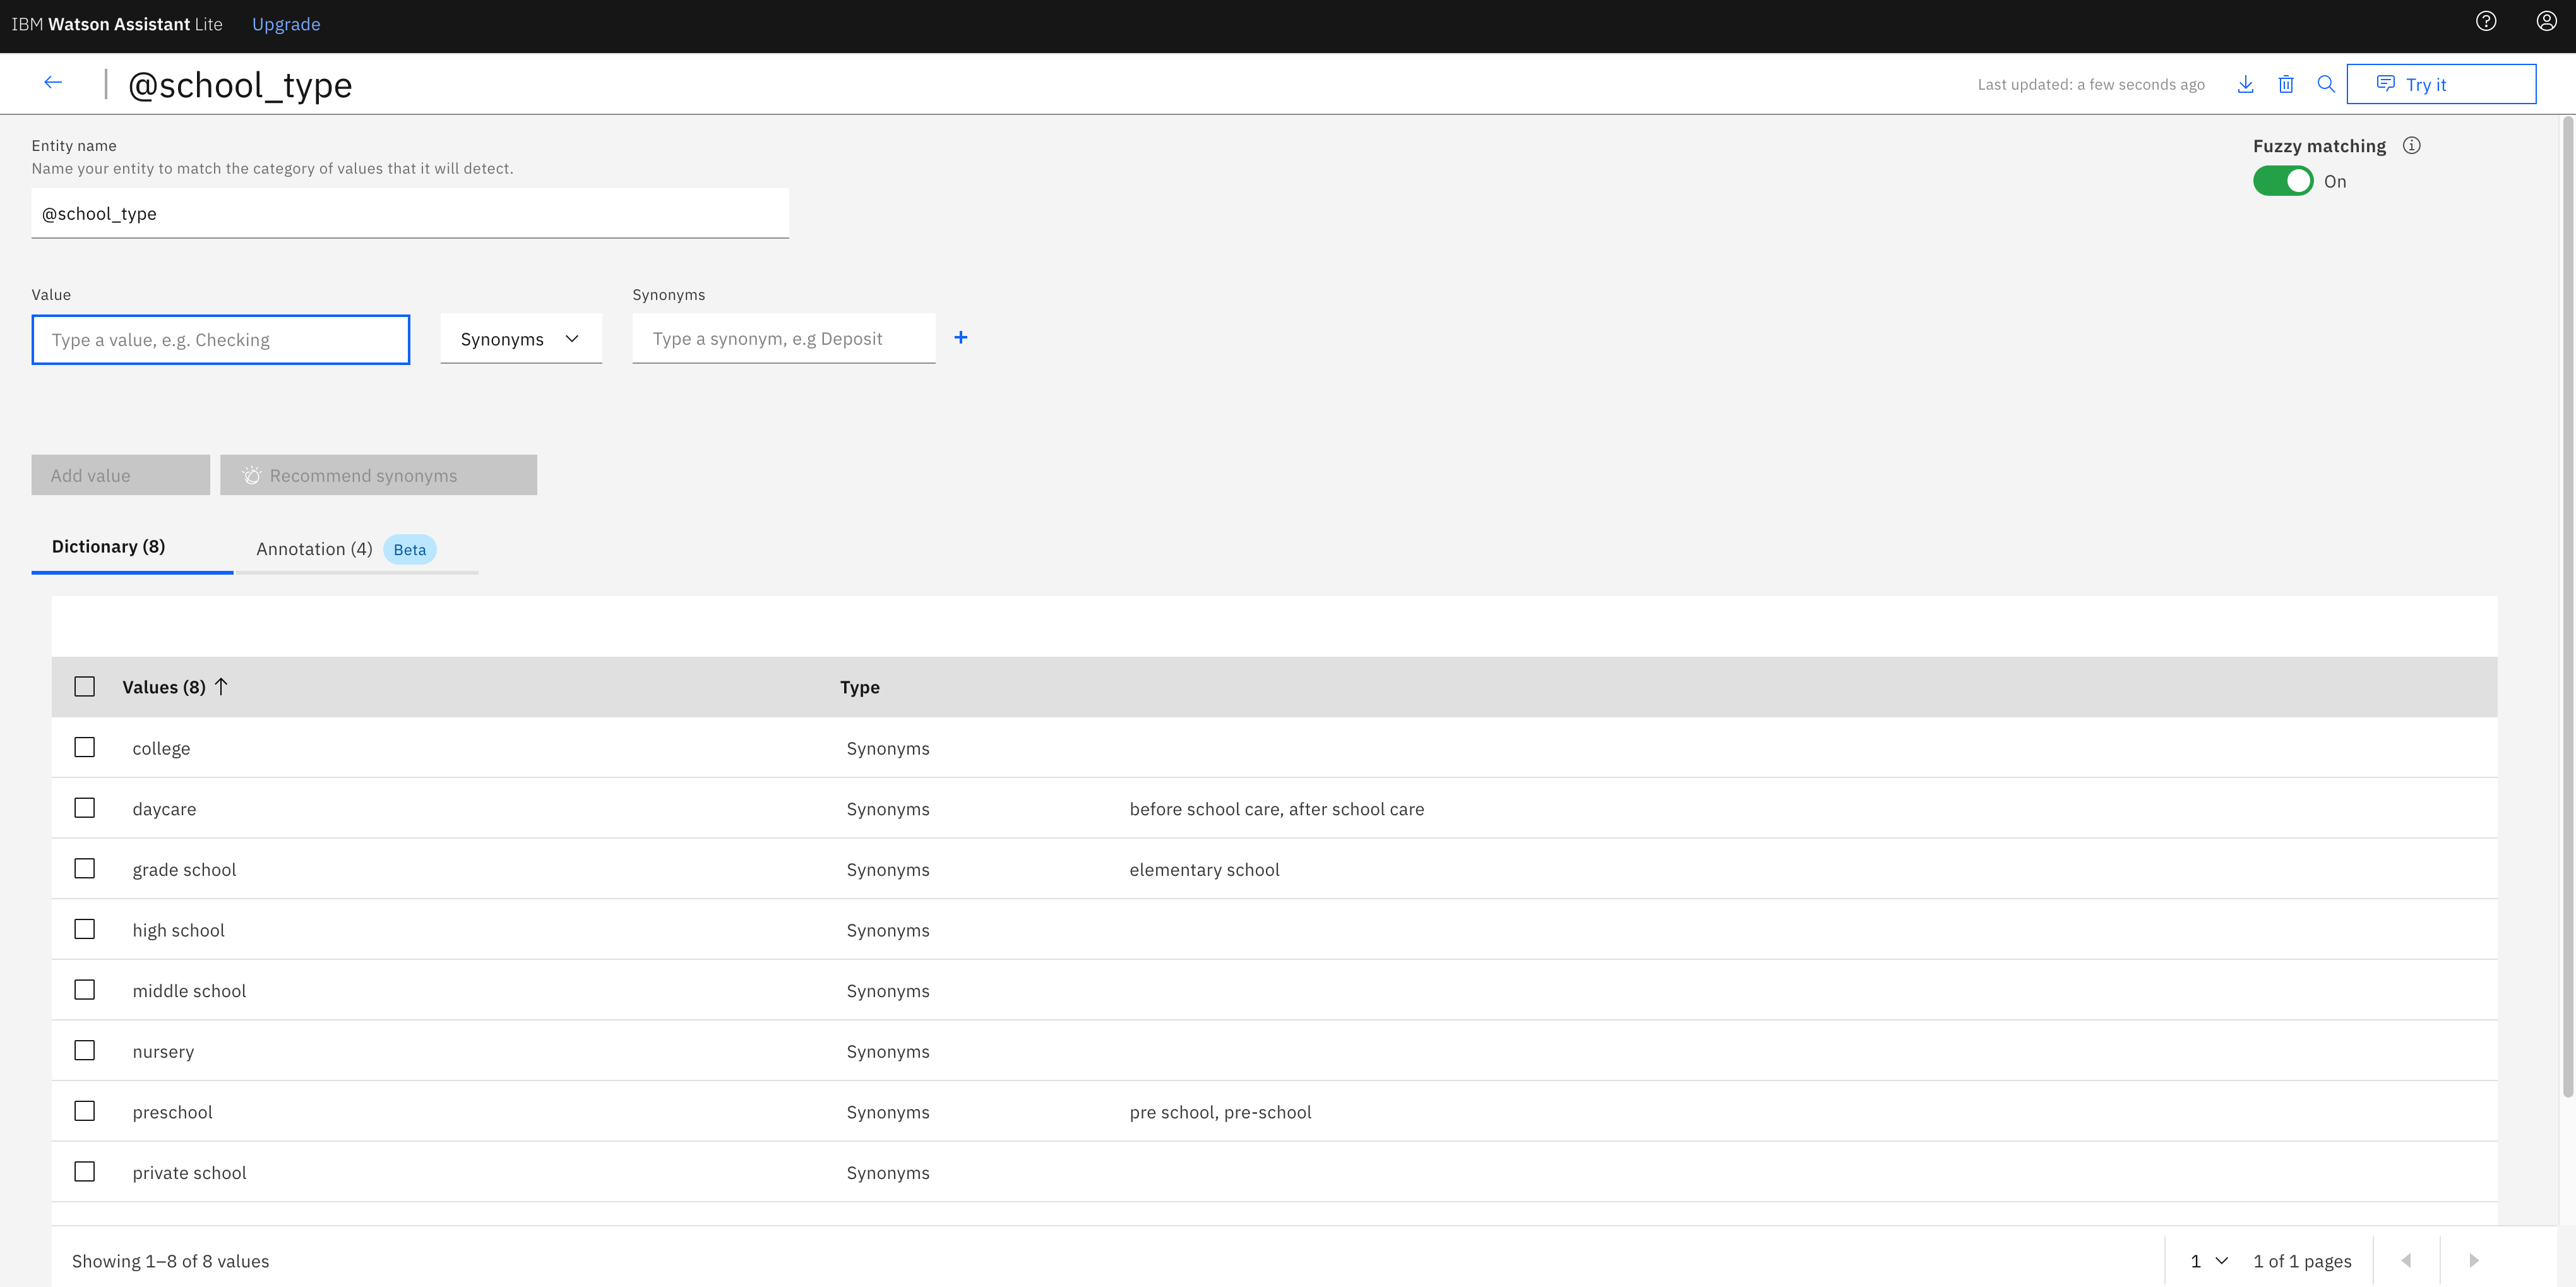 IBM Watson Assistant Lite Upgrade
@school_type
Last updated: a few seconds ago
Try it
Entity name
Name your entity to match the category of values that it will detect.
@school_type
Fuzzy matching
On
Value
Synonyms
Type a value, e.g. Checking
Synonyms
Type a synonym, e.g Deposit
Add value
Recommend synonyms
Dictionary (8)
Annotation (4)
Beta
Values (8) Type
college Synonyms
daycare Synonyms before school care, after school care
grade school Synonyms elementary school
high school Synonyms
middle school Synonyms
nursery Synonyms
preschool Synonyms pre school, pre-school
private school Synonyms
Showing 1–8 of 8 values
1
1 of 1 pages